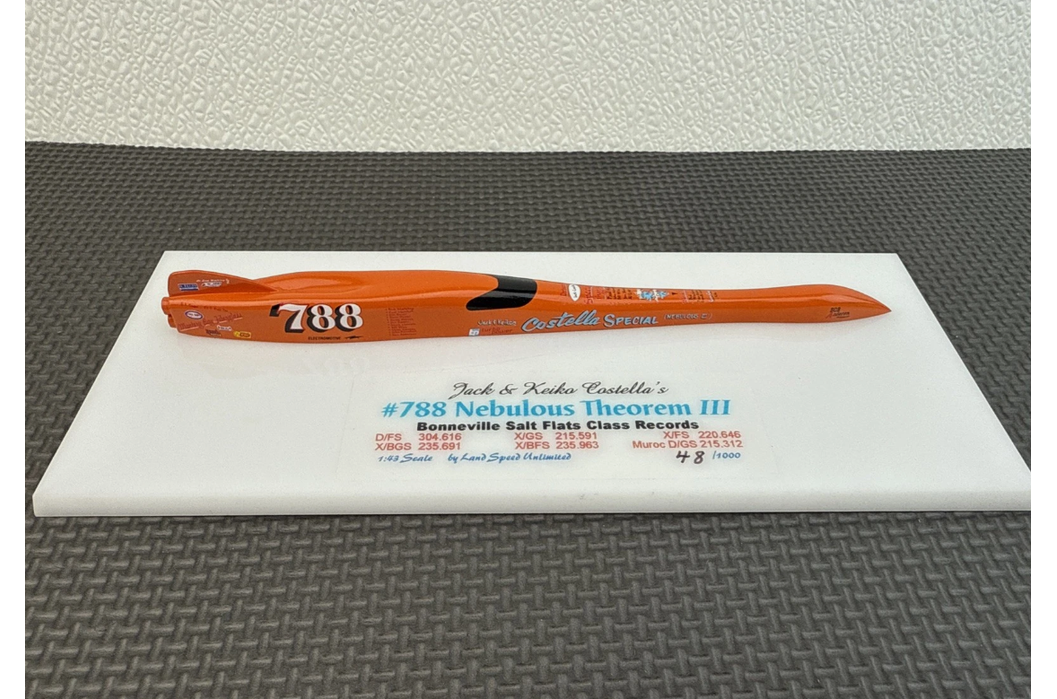 788
Costella SPECIAL
Jack & Keiko Costella's
#788 Nebulous Theorem III
Bonneville Salt Flats Class Records
D/FS 304.616 X/GS 215.591 X/FS 220.646
X/BGS 235.691 X/BFS 235.963 Muroc D/GS 215.312
1:43 Scale by Land Speed Unlimited 48 /1000